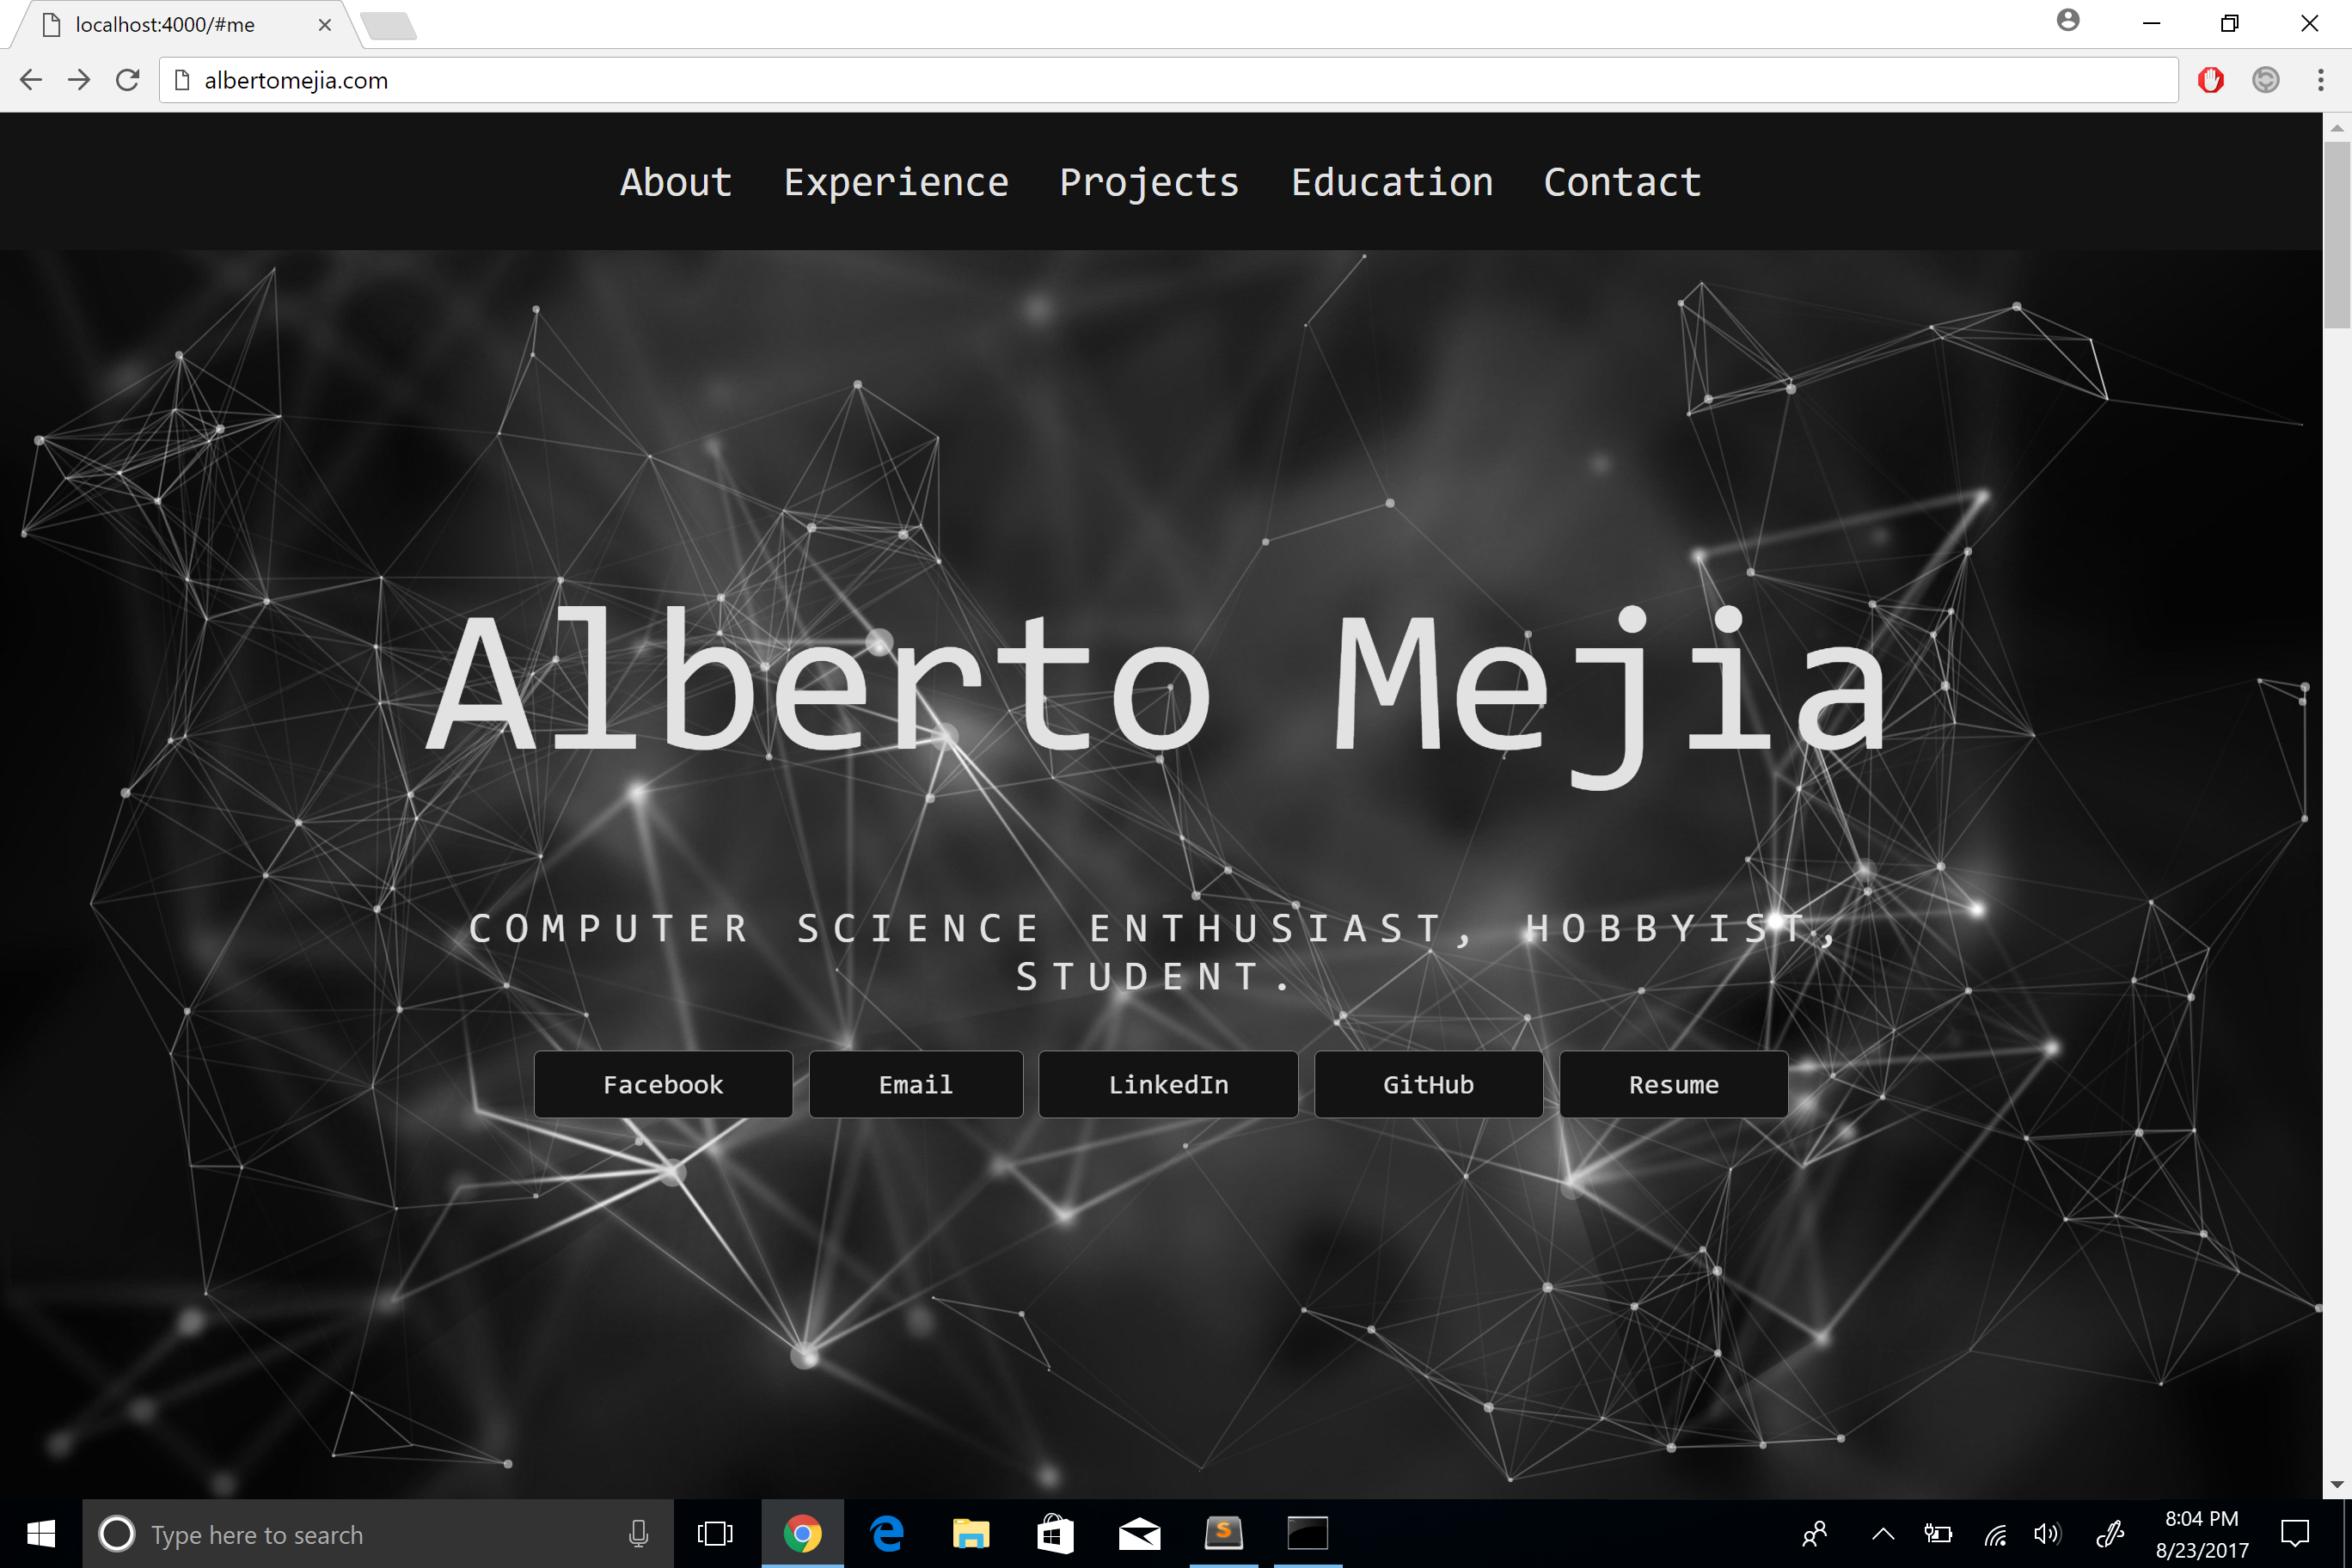 localhost:4000/#me
albertomejia.com
About Experience Projects Education Contact
Alberto Mejia
COMPUTER SCIENCE ENTHUSIAST, HOBBYIST,
STUDENT.
Facebook Email LinkedIn GitHub Resume
Type here to search
8:04 PM
8/23/2017